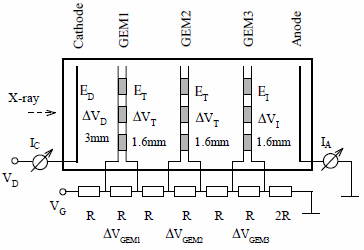 Cathode GEM1 GEM2 GEM3 Anode
X-ray
E_D E_T E_T E_I
ΔV_D ΔV_T ΔV_T ΔV_I
3mm 1.6mm 1.6mm 1.6mm
I_C I_A
V_D
V_G
R R R R R R 2R
ΔV_GEM1 ΔV_GEM2 ΔV_GEM3